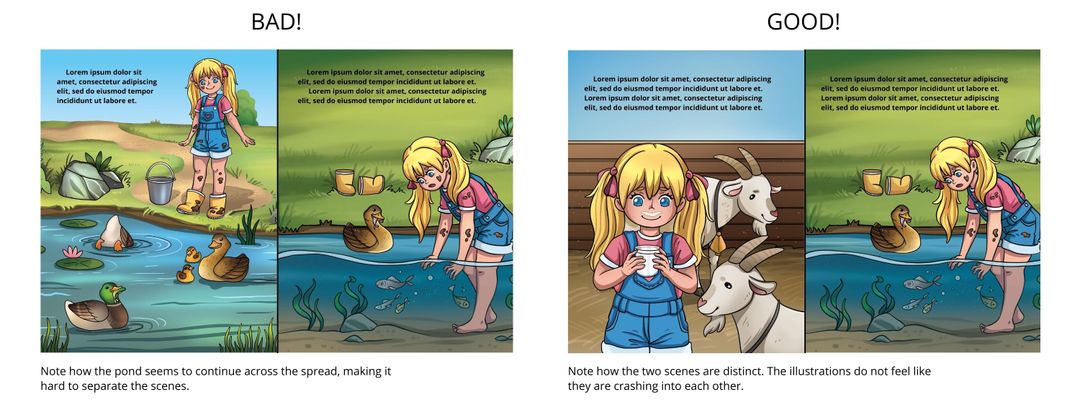 BAD!
Lorem ipsum dolor sit
amet, consectetur adipiscing
elit, sed do eiusmod tempor
incididunt ut labore et.
Lorem ipsum dolor sit amet, consectetur adipiscing
elit, sed do eiusmod tempor incididunt ut labore et.
Lorem ipsum dolor sit amet, consectetur adipiscing
elit, sed do eiusmod tempor incididunt ut labore et.
Note how the pond seems to continue across the spread, making it
hard to separate the scenes.
GOOD!
Lorem ipsum dolor sit amet, consectetur adipiscing
elit, sed do eiusmod tempor incididunt ut labore et.
Lorem ipsum dolor sit amet, consectetur adipiscing
elit, sed do eiusmod tempor incididunt ut labore et.
Lorem ipsum dolor sit amet, consectetur adipiscing
elit, sed do eiusmod tempor incididunt ut labore et.
Lorem ipsum dolor sit amet, consectetur adipiscing
elit, sed do eiusmod tempor incididunt ut labore et.
Note how the two scenes are distinct. The illustrations do not feel like
they are crashing into each other.